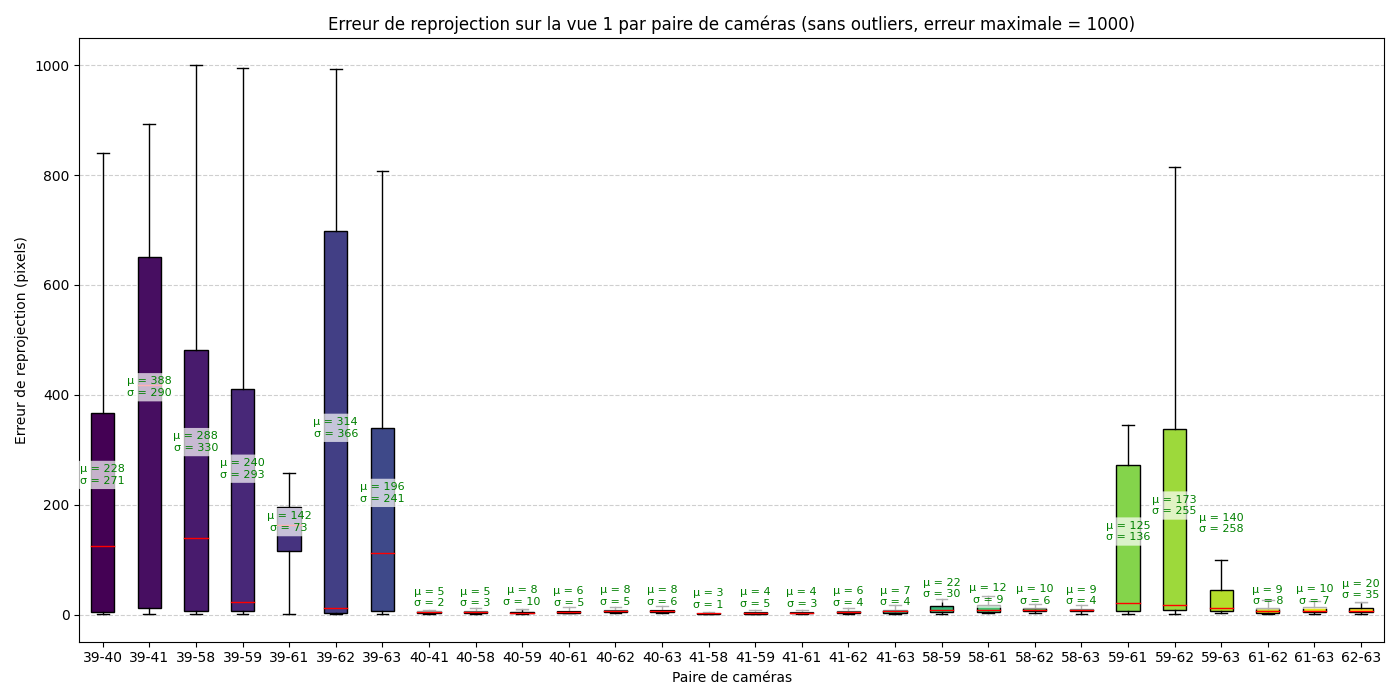 Erreur de reprojection sur la vue 1 par paire de caméras (sans outliers, erreur maximale = 1000)
Erreur de reprojection (pixels)
1000
800
600
400
200
0
μ = 228
σ = 271
μ = 388
σ = 290
μ = 288
σ = 330
μ = 240
σ = 293
μ = 142
σ = 73
μ = 314
σ = 366
μ = 196
σ = 241
μ = 5
σ = 2
μ = 5
σ = 3
μ = 8
σ = 10
μ = 6
σ = 5
μ = 8
σ = 5
μ = 8
σ = 6
μ = 3
σ = 1
μ = 4
σ = 5
μ = 4
σ = 3
μ = 6
σ = 4
μ = 7
σ = 4
μ = 22
σ = 30
μ = 12
σ = 9
μ = 10
σ = 6
μ = 9
σ = 4
μ = 125
σ = 136
μ = 173
σ = 255
μ = 140
σ = 258
μ = 9
σ = 8
μ = 10
σ = 7
μ = 20
σ = 35
39-40 39-41 39-58 39-59 39-61 39-62 39-63 40-41 40-58 40-59 40-61 40-62 40-63 41-58 41-59 41-61 41-62 41-63 58-59 58-61 58-62 58-63 59-61 59-62 59-63 61-62 61-63 62-63
Paire de caméras